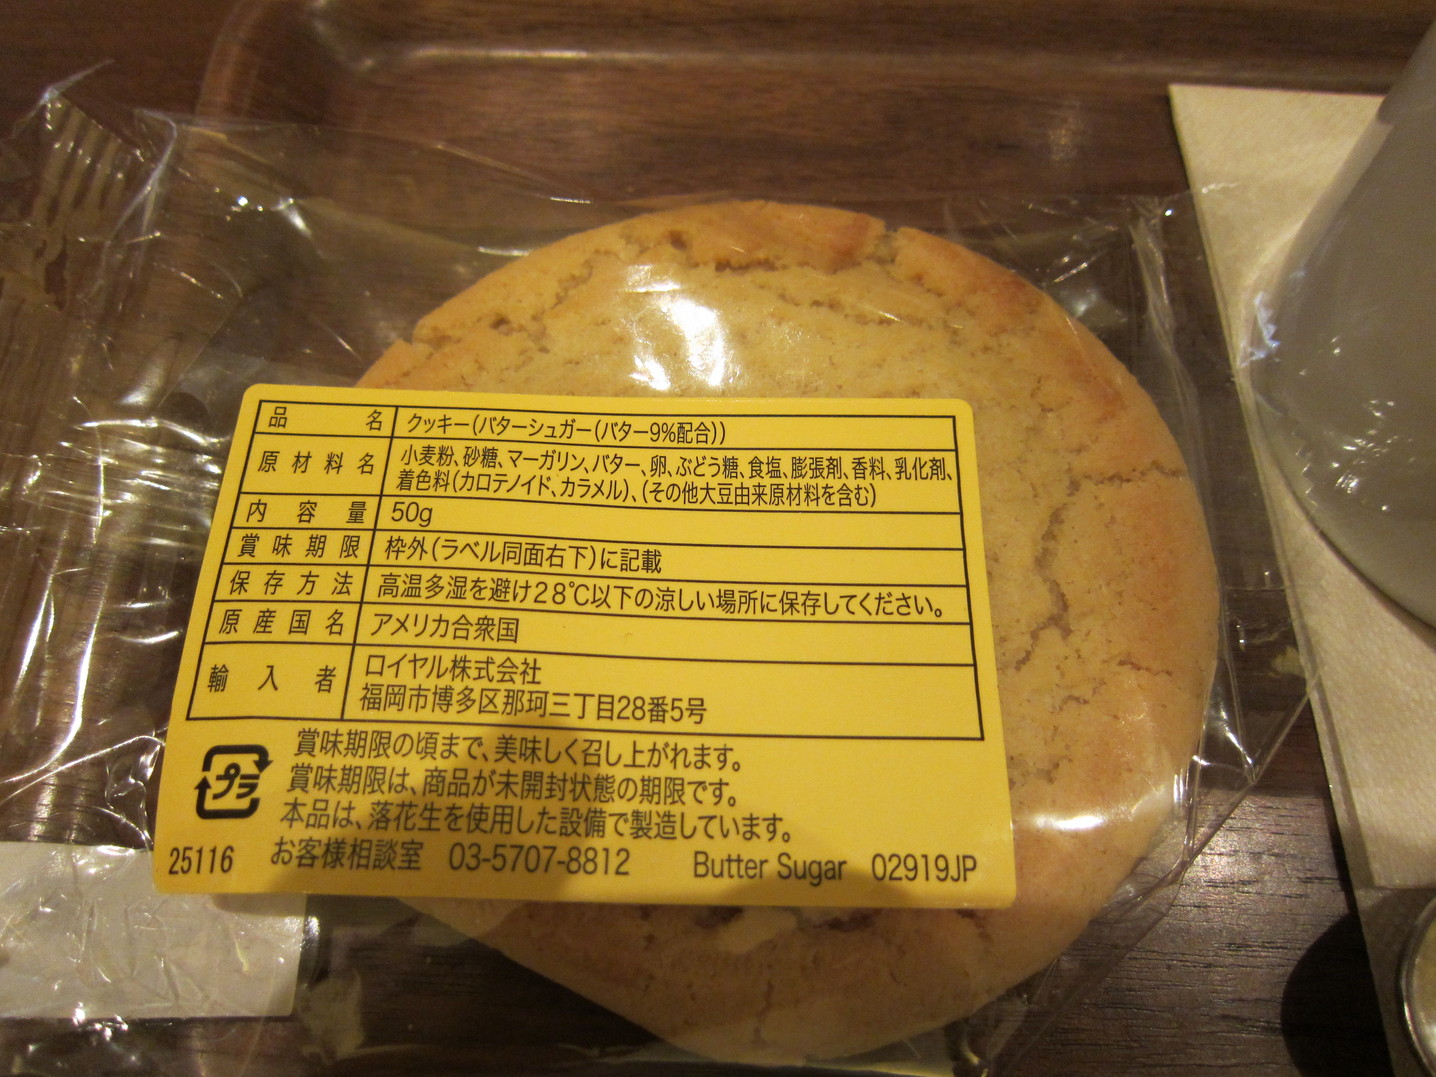 品名 クッキー(バターシュガー(バター9%配合))
原材料名 小麦粉、砂糖、マーガリン、バター、卵、ぶどう糖、食塩、膨張剤、香料、乳化剤、
着色料(カロテノイド、カラメル)、(その他大豆由来原材料を含む)
内容量 50g
賞味期限 枠外(ラベル同面右下)に記載
保存方法 高温多湿を避け28℃以下の涼しい場所に保存してください。
原産国名 アメリカ合衆国
輸入者 ロイヤル株式会社
福岡市博多区那珂三丁目28番5号
賞味期限の頃まで、美味しく召し上がれます。
賞味期限は、商品が未開封状態の期限です。
本品は、落花生を使用した設備で製造しています。
プラ
25116 お客様相談室 03-5707-8812 Butter Sugar 02919JP